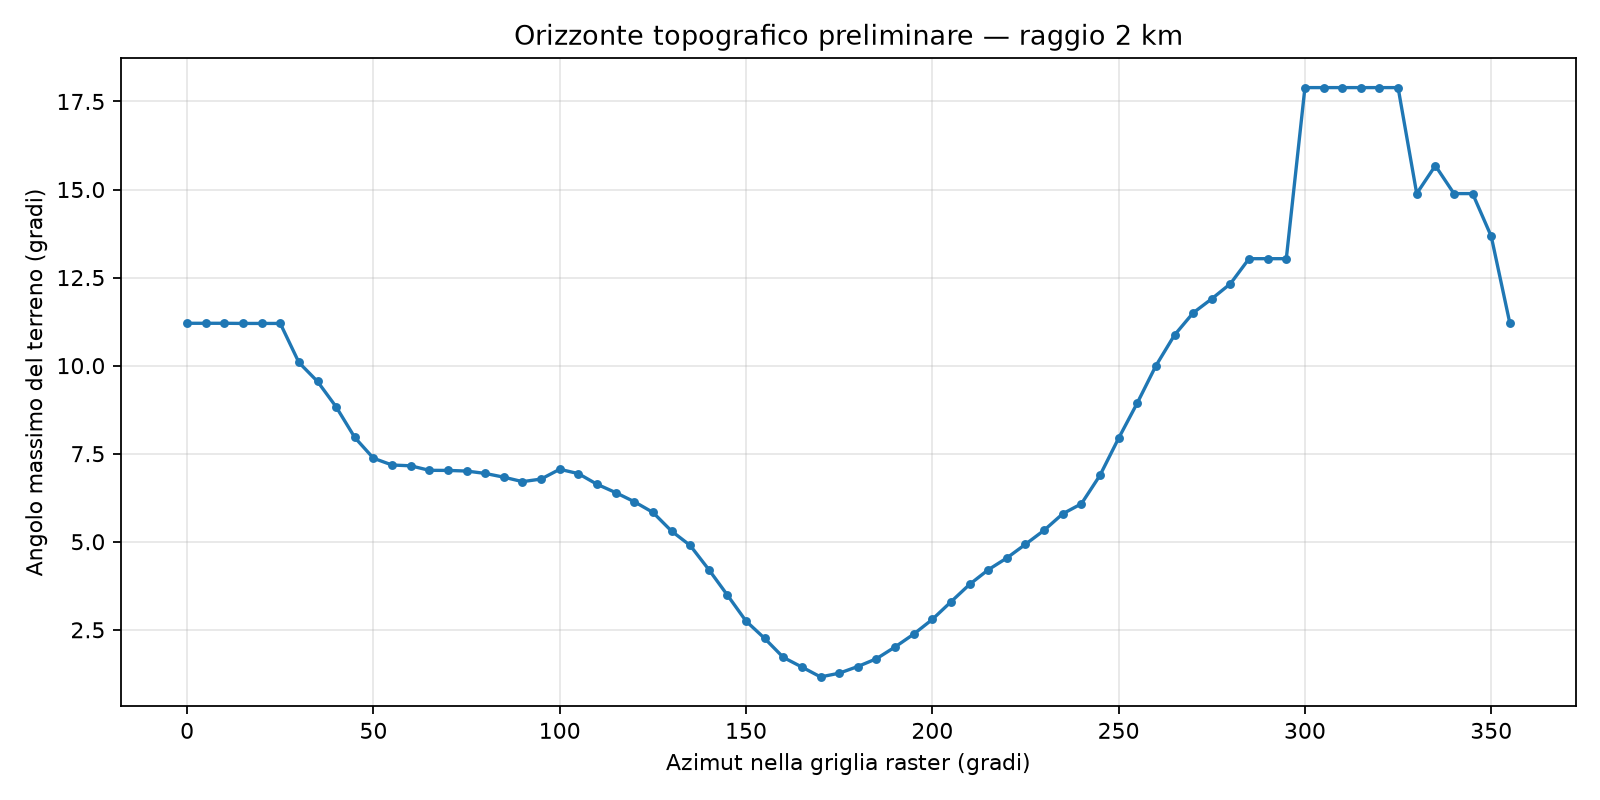 Orizzonte topografico preliminare — raggio 2 km
Angolo massimo del terreno (gradi)
17.5
15.0
12.5
10.0
7.5
5.0
2.5
0 50 100 150 200 250 300 350
Azimut nella griglia raster (gradi)